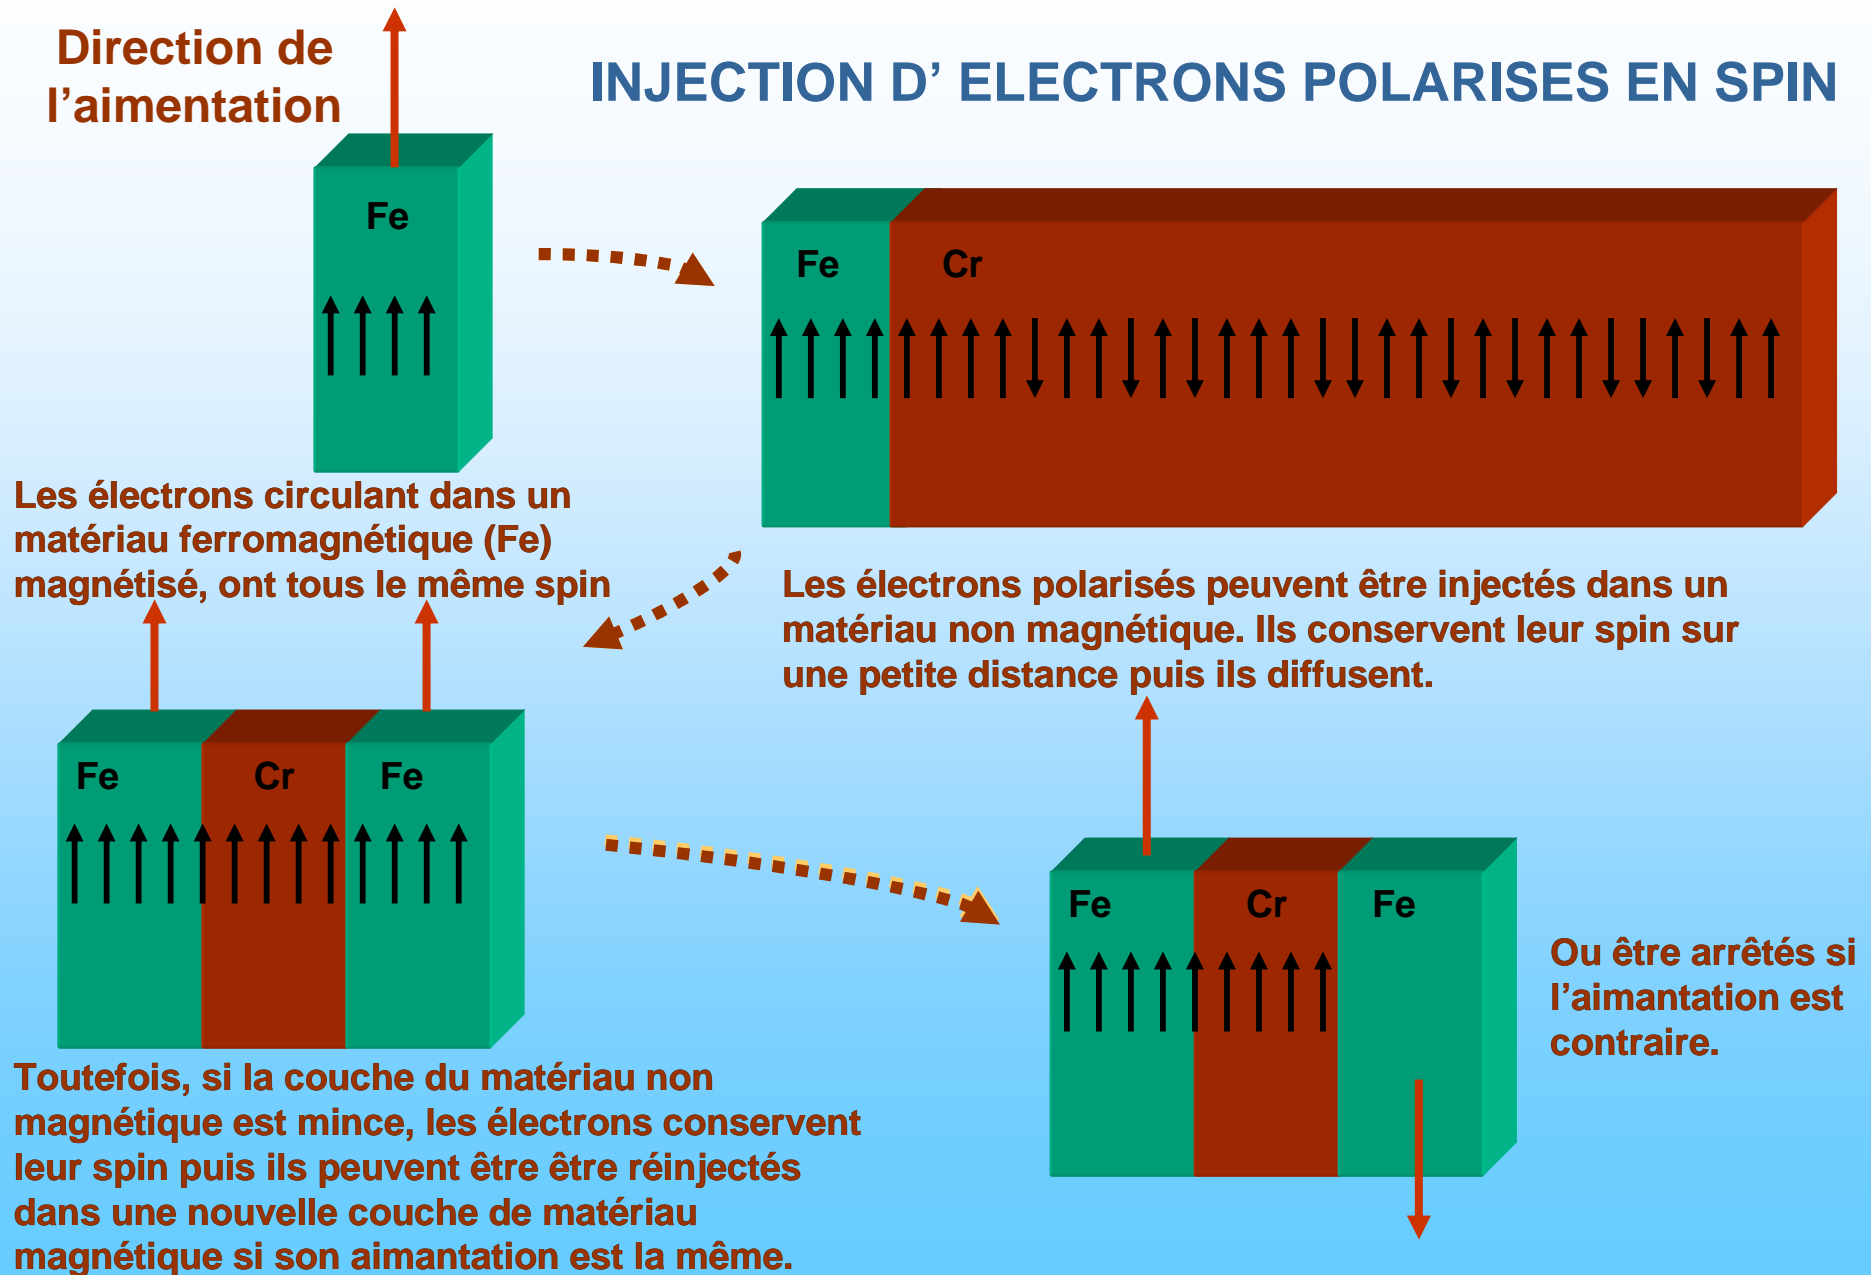 Direction de
l’aimentation
INJECTION D’ ELECTRONS POLARISES EN SPIN
Fe
Fe Cr
Les électrons circulant dans un
matériau ferromagnétique (Fe)
magnétisé, ont tous le même spin
Les électrons polarisés peuvent être injectés dans un
matériau non magnétique. Ils conservent leur spin sur
une petite distance puis ils diffusent.
Fe Cr Fe
Toutefois, si la couche du matériau non
magnétique est mince, les électrons conservent
leur spin puis ils peuvent être être réinjectés
dans une nouvelle couche de matériau
magnétique si son aimantation est la même.
Fe Cr Fe
Ou être arrêtés si
l’aimantation est
contraire.